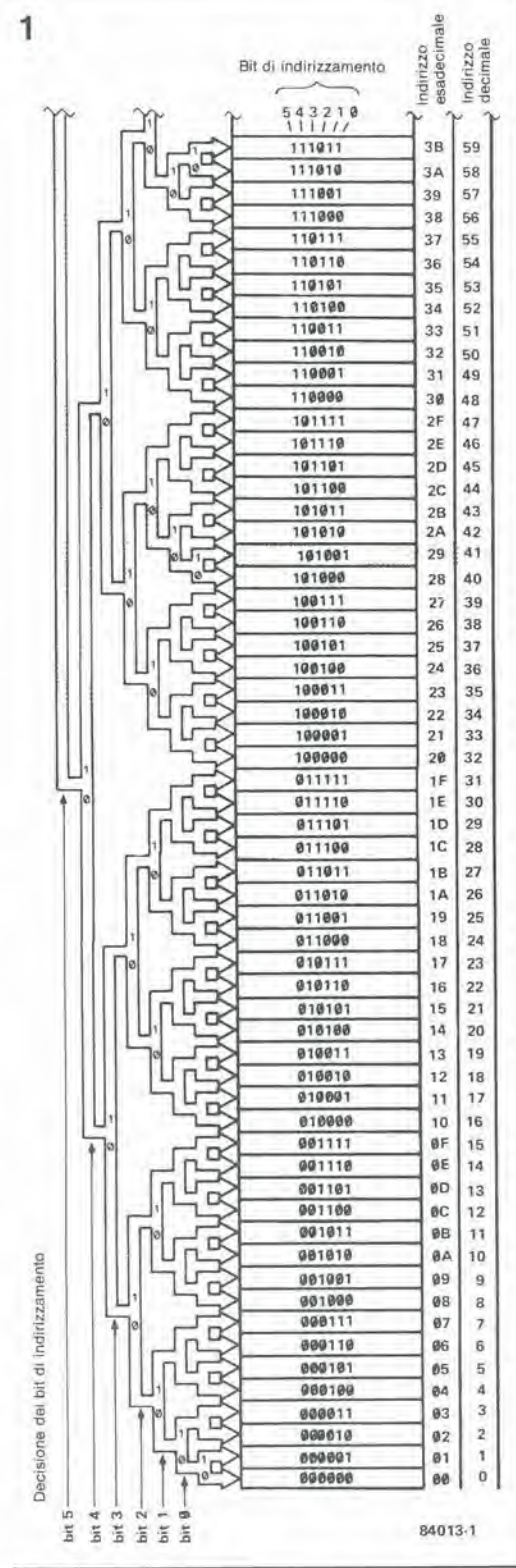 1
Bit di indirizzamento
Indirizzo esadecimale
Indirizzo decimale
5 4 3 2 1 0
111011 3B 59
111010 3A 58
111001 39 57
111000 38 56
110111 37 55
110110 36 54
110101 35 53
110100 34 52
110011 33 51
110010 32 50
110001 31 49
110000 30 48
101111 2F 47
101110 2E 46
101101 2D 45
101100 2C 44
101011 2B 43
101010 2A 42
101001 29 41
101000 28 40
100111 27 39
100110 26 38
100101 25 37
100100 24 36
100011 23 35
100010 22 34
100001 21 33
100000 20 32
011111 1F 31
011110 1E 30
011101 1D 29
011100 1C 28
011011 1B 27
011010 1A 26
011001 19 25
011000 18 24
010111 17 23
010110 16 22
010101 15 21
010100 14 20
010011 13 19
010010 12 18
010001 11 17
010000 10 16
001111 0F 15
001110 0E 14
001101 0D 13
001100 0C 12
001011 0B 11
001010 0A 10
001001 09 9
001000 08 8
000111 07 7
000110 06 6
000101 05 5
000100 04 4
000011 03 3
000010 02 2
000001 01 1
000000 00 0
Decisione dei bit di indirizzamento
bit 5
bit 4
bit 3
bit 2
bit 1
bit 0
84013-1